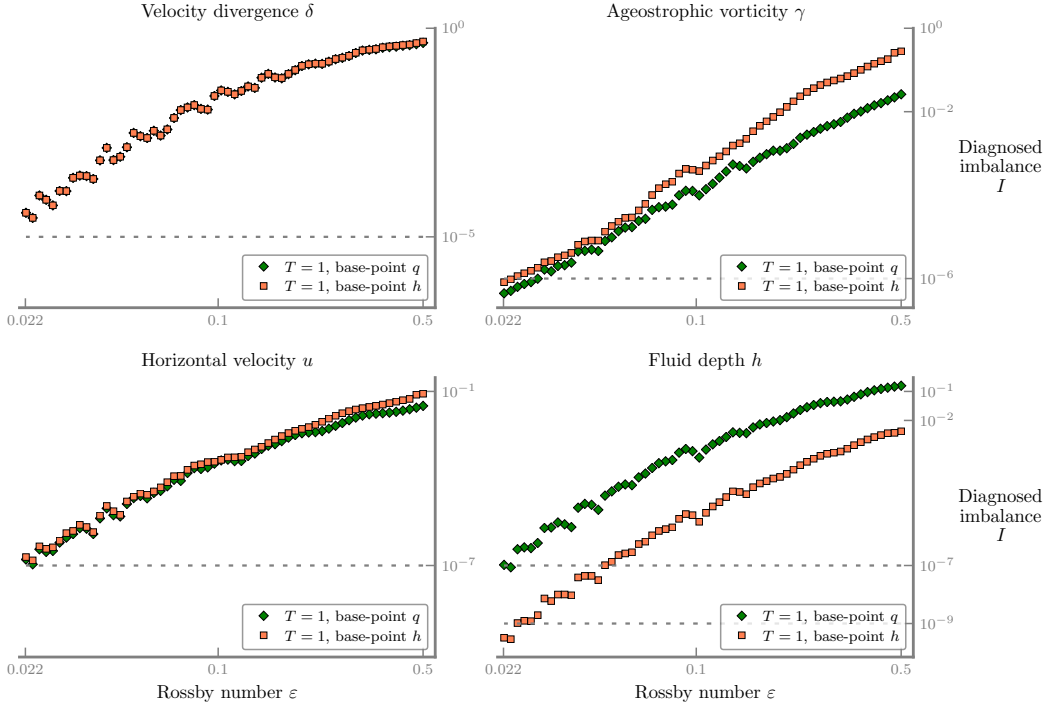 Velocity divergence δ
10⁰
10⁻⁵
T = 1, base-point q
T = 1, base-point h
0.022
0.1
0.5
Ageostrophic vorticity γ
10⁰
10⁻²
10⁻⁶
Diagnosed
imbalance
I
T = 1, base-point q
T = 1, base-point h
0.022
0.1
0.5
Horizontal velocity u
10⁻¹
10⁻⁷
T = 1, base-point q
T = 1, base-point h
0.022
0.1
0.5
Rossby number ε
Fluid depth h
10⁻¹
10⁻²
10⁻⁷
10⁻⁹
Diagnosed
imbalance
I
T = 1, base-point q
T = 1, base-point h
0.022
0.1
0.5
Rossby number ε